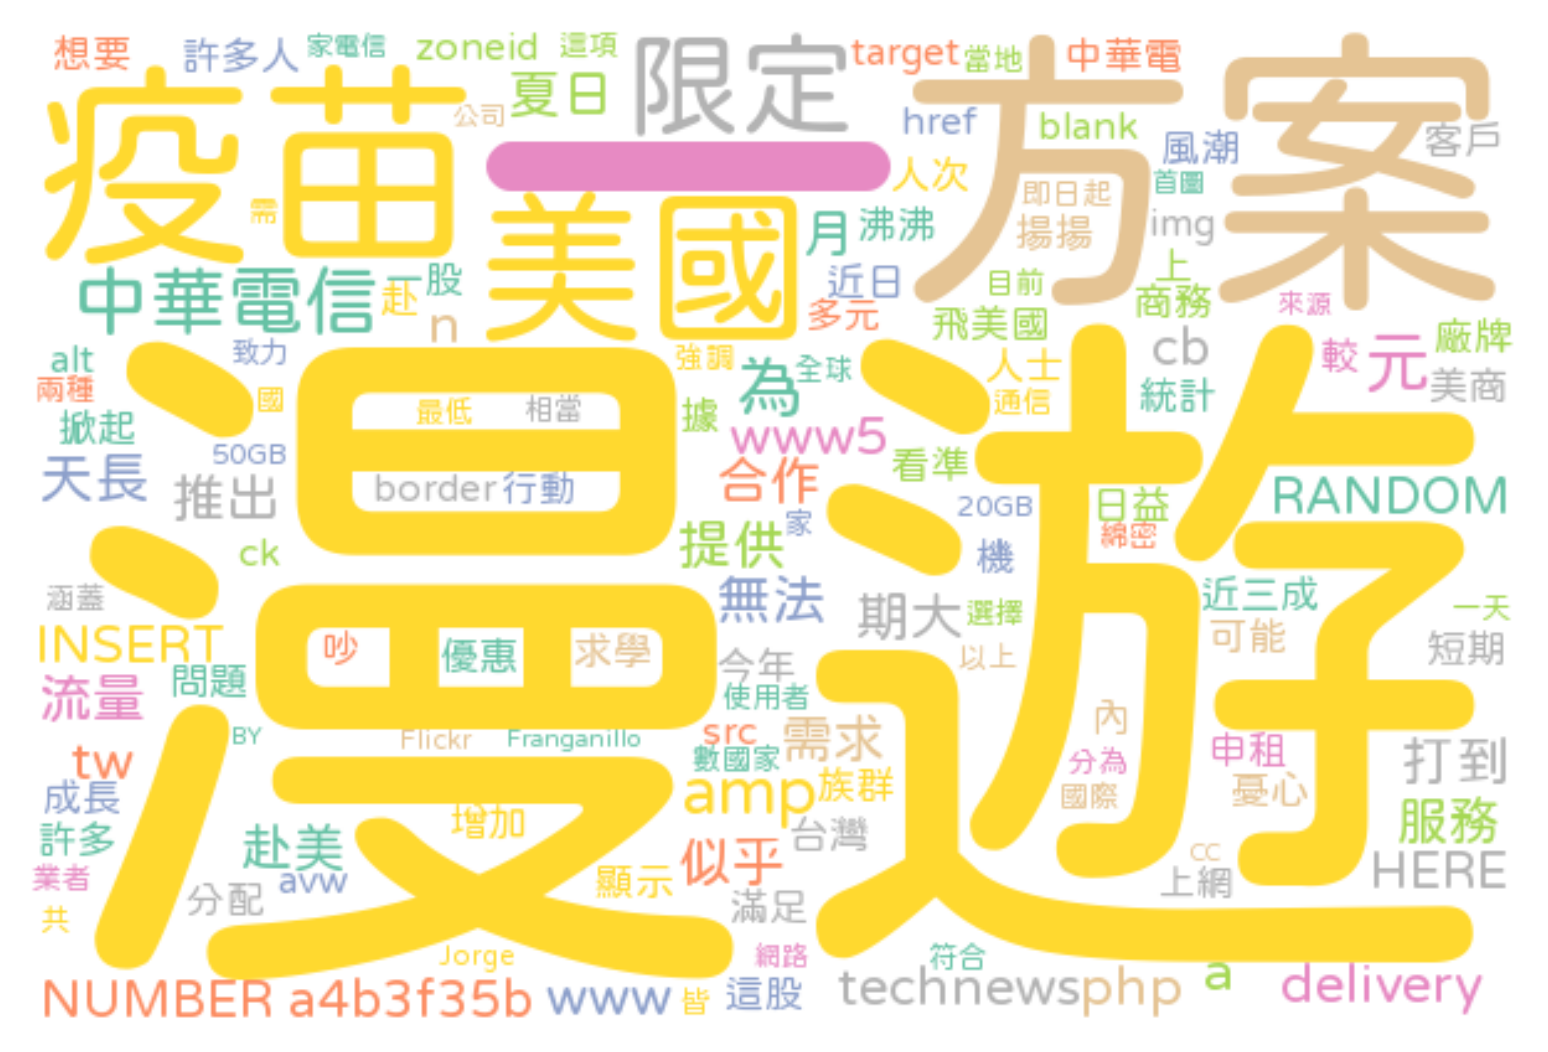 想要 許多人 家電信 zoneid 這項 限定 target 當地 中華電 方案
疫苗 公司 夏日 href blank 風潮 客戶
一 人次 即日起 首圖
需 美國 月 沸沸 揚揚 img
中華電信 赴 股 近日 目前 上
n 多元 飛美國 商務 來源
alt 致力 漫遊 強調 為 全球 人士 cb 較 元 廠牌
兩種 國 最低 相當 據 通信 統計 美商
掀起 50GB www5 看準
天長 推出 border 行動 合作 20GB 日益 RANDOM
ck 提供 家 機 綿密
涵蓋 無法 期大 選擇 近三成 一天
INSERT 吵 優惠 求學 今年 以上 可能 短期
流量 問題 使用者
BY Flickr Franganillo src 需求 內
tw 數國家 分為 申租 打到
成長 amp 族群 國際 憂心
許多 赴美 增加 台灣 服務
業者 avw 顯示 似乎 cc HERE
共 分配 滿足 上網
Jorge 網路 符合
NUMBER a4b3f35b www 皆 這股 technews php a delivery